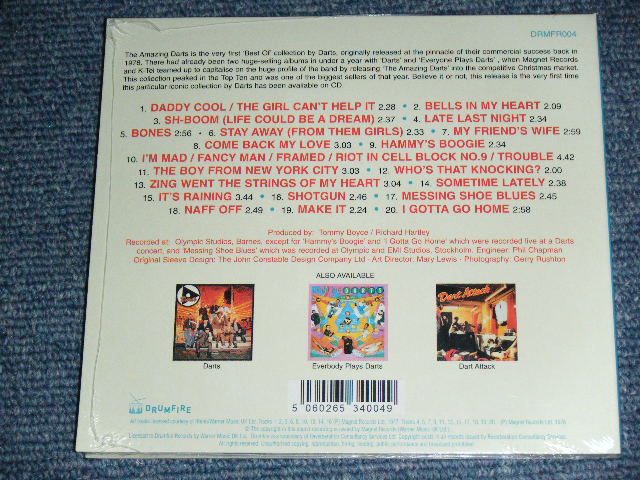 DRMFR004
The Amazing Darts is the very first 'Best Of' collection by Darts, originally released at the pinnacle of their commercial success back in
1978. There had already been two huge-selling albums in under a year with 'Darts' and 'Everyone Plays Darts' , when Magnet Records
and K-Tel teamed up to capitalise on the huge profile of the band by releasing 'The Amazing Darts' into the competitive Christmas market.
This collection peaked in the Top Ten and was one of the biggest sellers of that year. Believe it or not, this release is the very first time
this particular iconic collection by Darts has been available on CD
1. DADDY COOL / THE GIRL CAN'T HELP IT 2.28 • 2. BELLS IN MY HEART 2.09
3. SH-BOOM (LIFE COULD BE A DREAM) 2.37 • 4. LATE LAST NIGHT 2.34
5. BONES 2:56 • 6. STAY AWAY (FROM THEM GIRLS) 2.33 • 7. MY FRIEND'S WIFE 2:59
8. COME BACK MY LOVE 3.03 • 9. HAMMY'S BOOGIE 2.34
10. I'M MAD / FANCY MAN / FRAMED / RIOT IN CELL BLOCK NO.9 / TROUBLE 4.42
11. THE BOY FROM NEW YORK CITY 3.03 • 12. WHO'S THAT KNOCKING? 2.00
13. ZING WENT THE STRINGS OF MY HEART 3.04 • 14. SOMETIME LATELY 2.38
15. IT'S RAINING 3.44 • 16. SHOTGUN 2.46 • 17. MESSING SHOE BLUES 2.45
18. NAFF OFF 2.49 • 19. MAKE IT 2.24 • 20. I GOTTA GO HOME 2:58
Produced by: Tommy Boyce / Richard Hartley
Recorded at: Olympic Studios, Barnes, except for 'Hammy's Boogie' and 'I Gotta Go Home' which were recorded live at a Darts
concert, and 'Messing Shoe Blues' which was recorded at Olympic and EMI Studios, Stockholm. Engineer: Phil Chapman
Original Sleeve Design: The John Constable Design Company Ltd • Art Director: Mary Lewis • Photography: Gerry Rushton
ALSO AVAILABLE
Dart Attack
Darts
Everbody Plays Darts
Dart Attack
DRUMFIRE
5 060265 340049